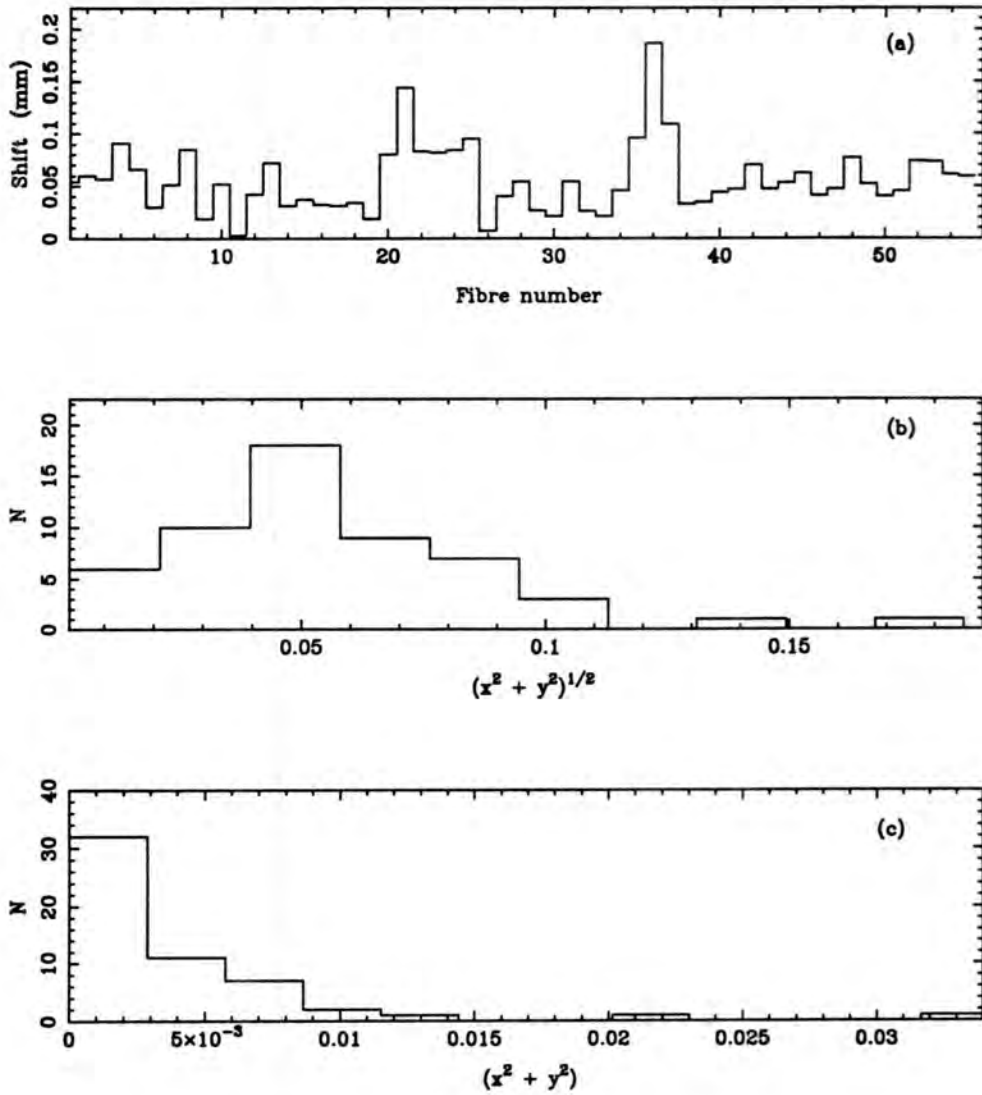 (a)
Shift (mm)
0 0.05 0.1 0.15 0.2
10 20 30 40 50
Fibre number
(b)
N
0 5 10 15 20
0.05 0.1 0.15
(x² + y²)^1/2
(c)
N
0 10 20 30 40
0 5×10⁻³ 0.01 0.015 0.02 0.025 0.03
(x² + y²)